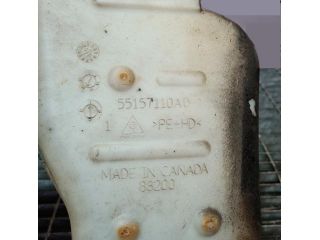 55157110AD
1 >PE-HD<
MADE IN CANADA
83200